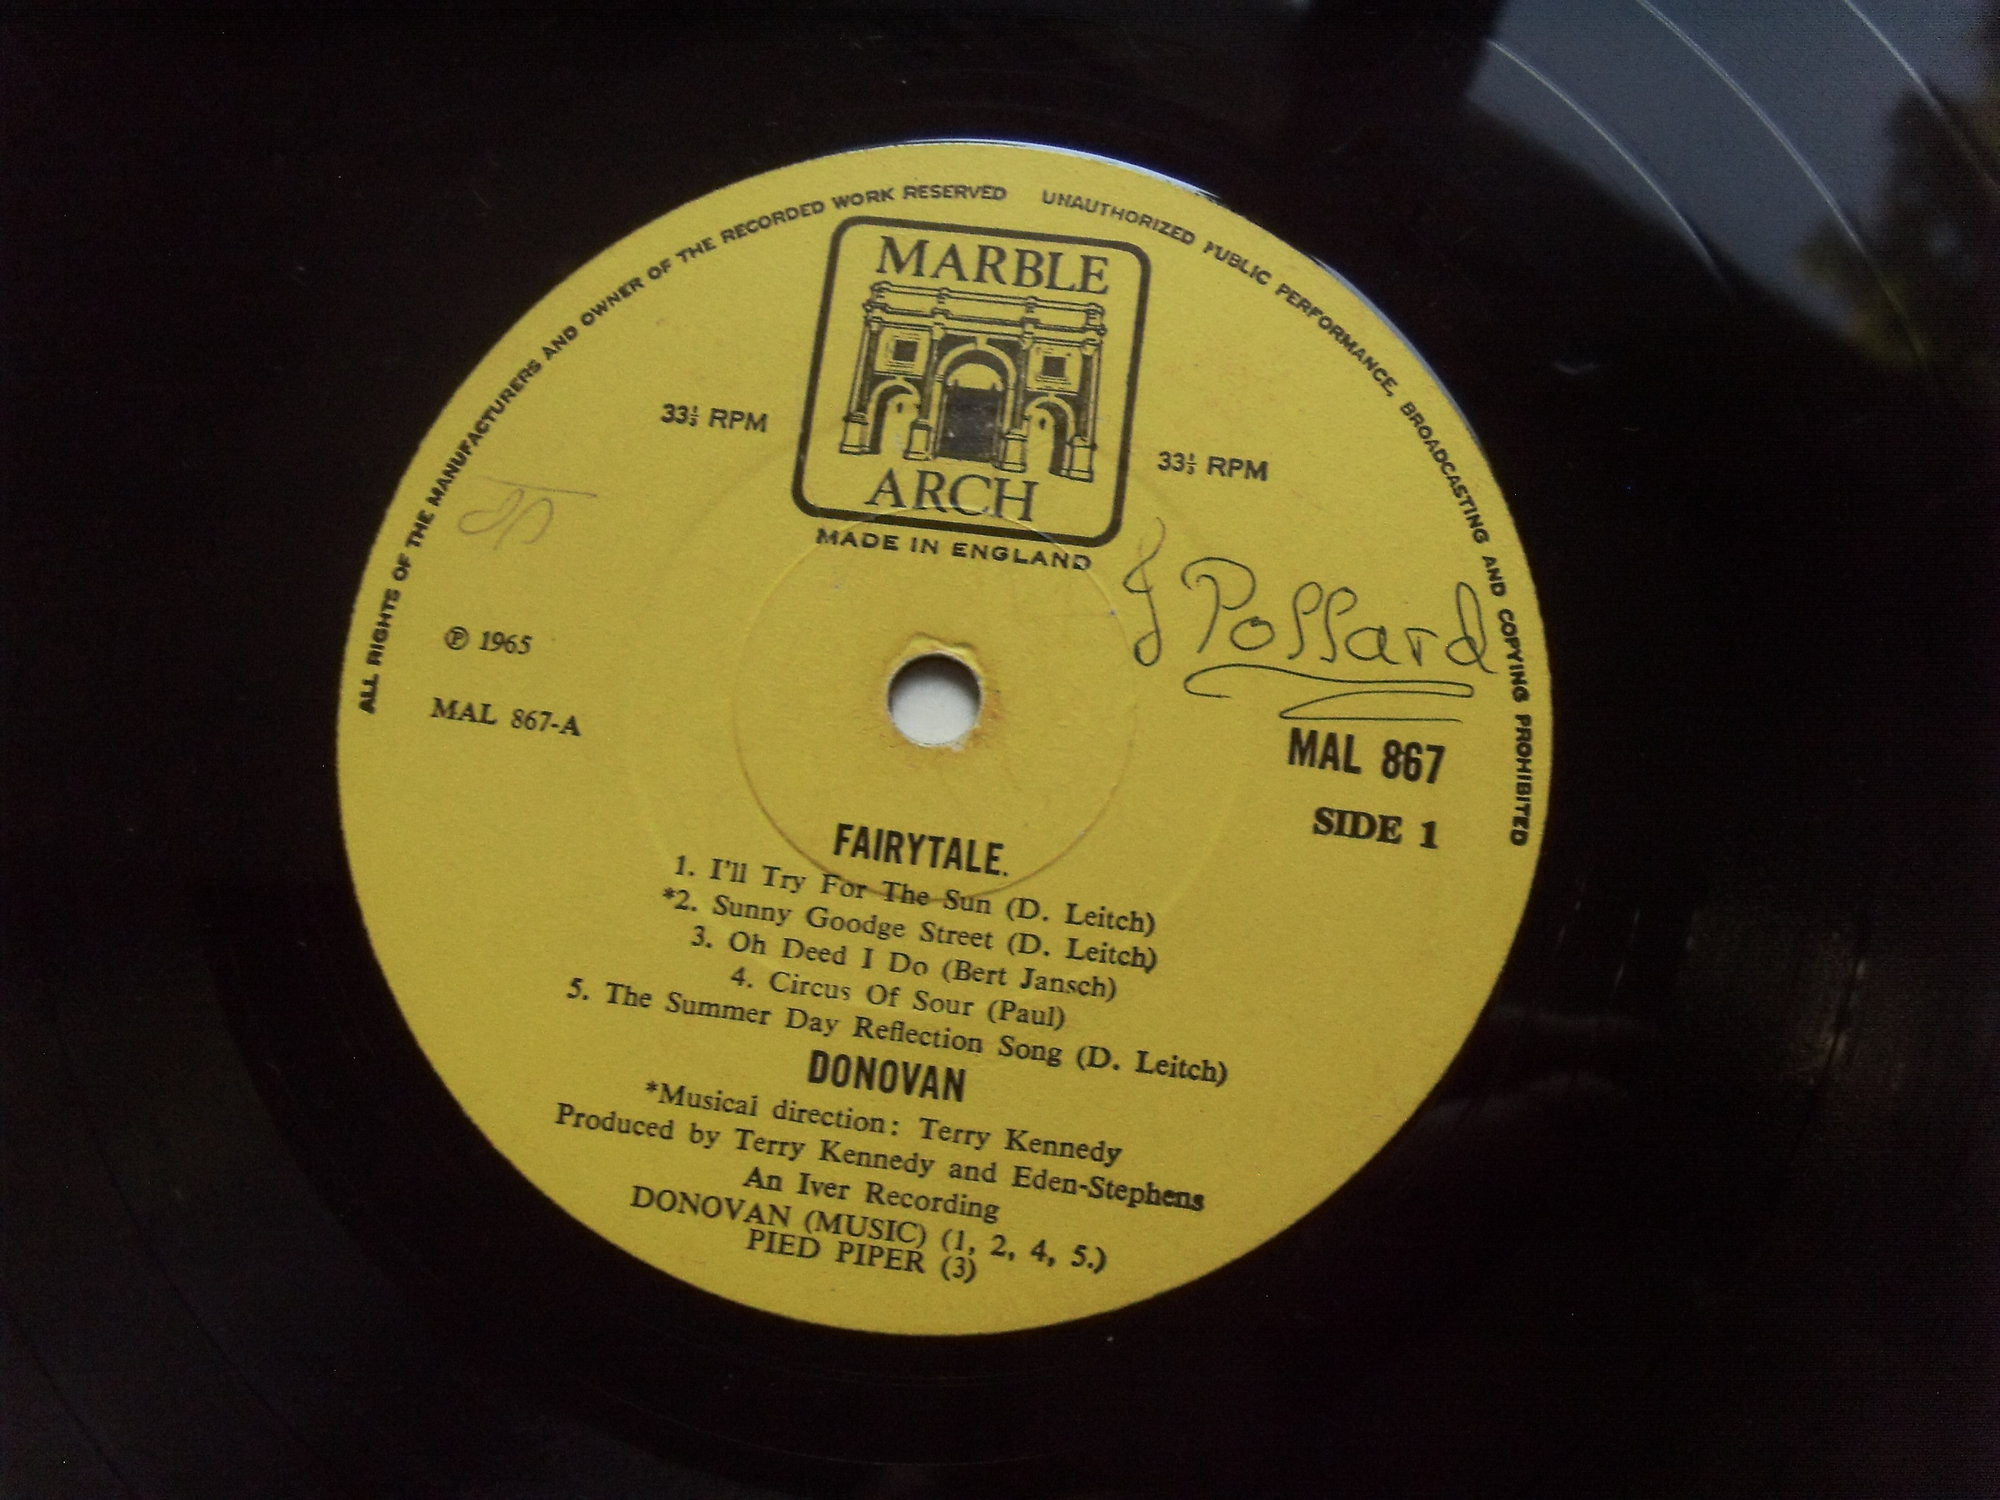 ALL RIGHTS OF THE MANUFACTURERS AND OWNER OF THE RECORDED WORK RESERVED UNAUTHORIZED PUBLIC PERFORMANCE, BROADCASTING AND COPYING PROHIBITED
MARBLE
ARCH
33⅓ RPM
33⅓ RPM
MADE IN ENGLAND
J Pollard
℗ 1965
MAL 867-A
MAL 867
SIDE 1
FAIRYTALE.
1. I'll Try For The Sun (D. Leitch)
*2. Sunny Goodge Street (D. Leitch)
3. Oh Deed I Do (Bert Jansch)
4. Circus Of Sour (Paul)
5. The Summer Day Reflection Song (D. Leitch)
DONOVAN
*Musical direction: Terry Kennedy
Produced by Terry Kennedy and Eden-Stephens
An Iver Recording
DONOVAN (MUSIC) (1, 2, 4, 5.)
PIED PIPER (3)